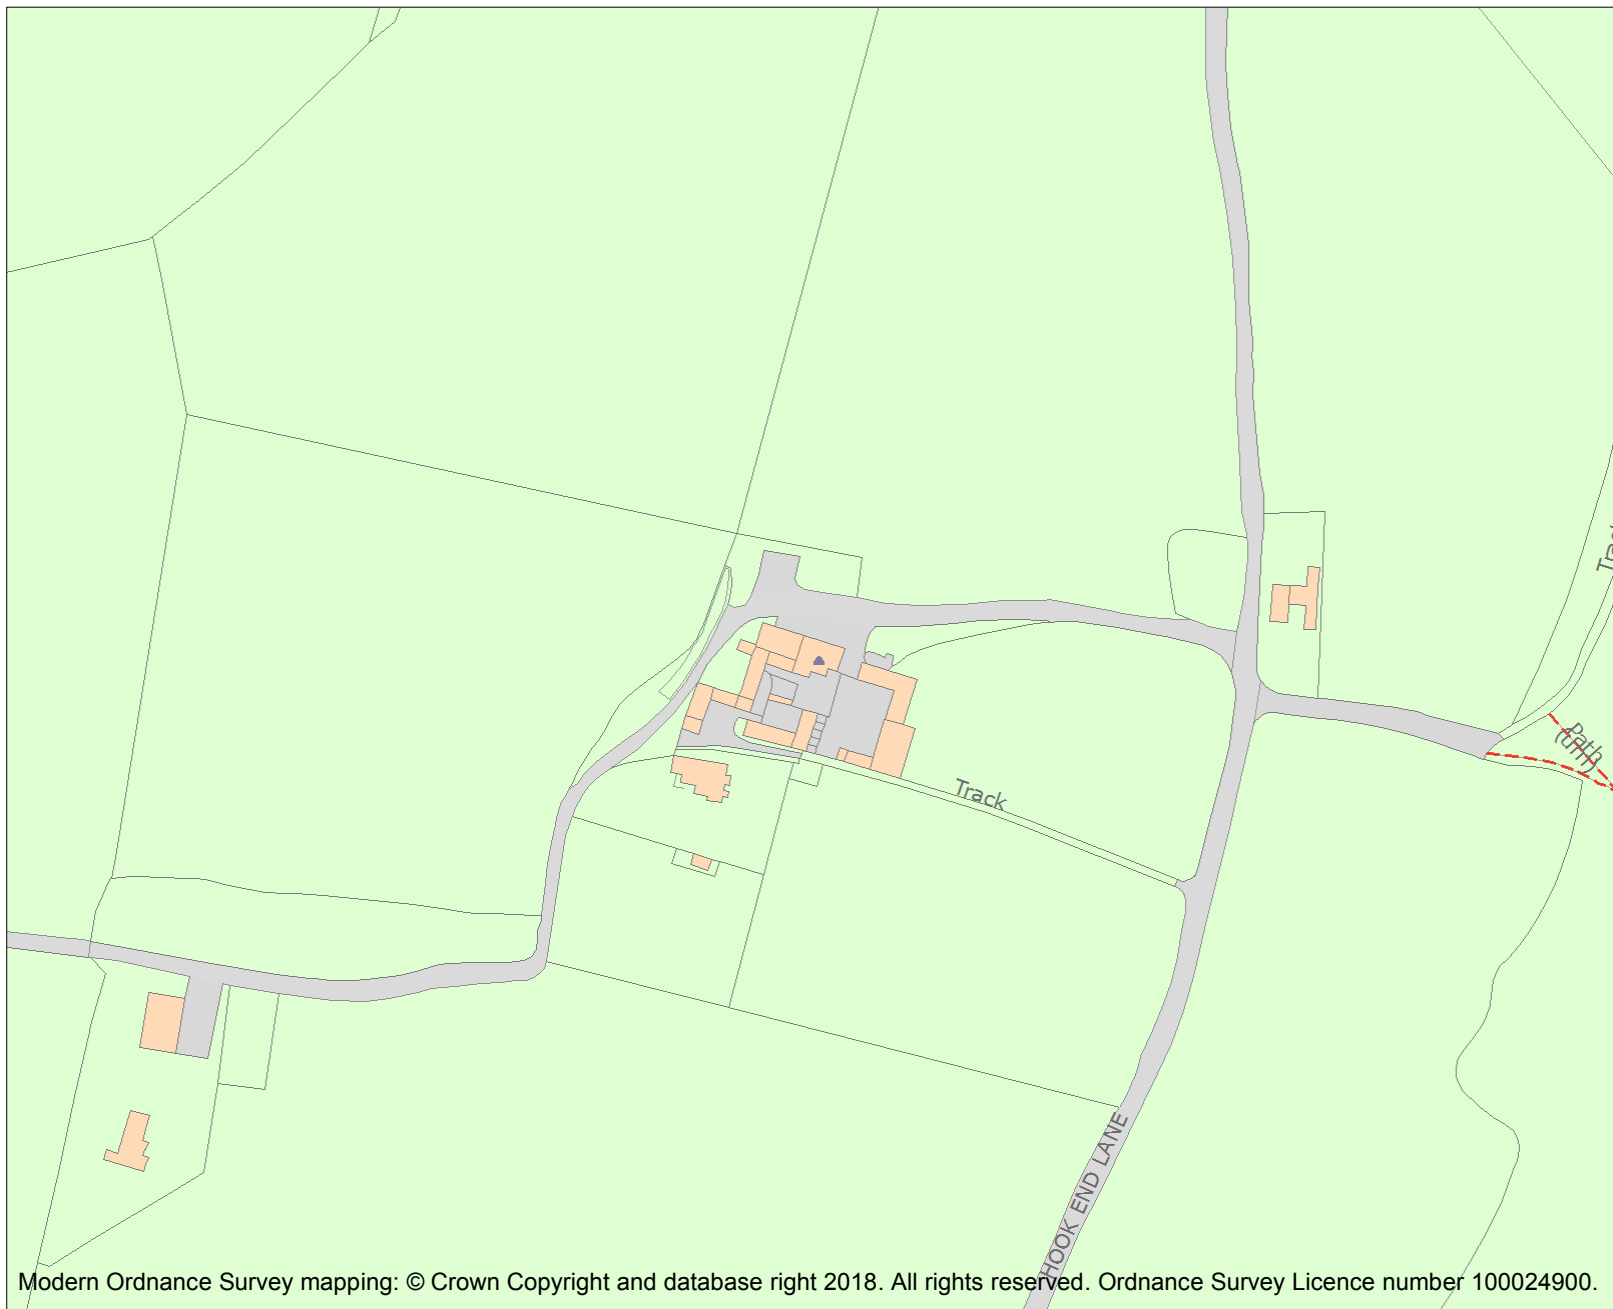 Track
Path
(um)
Track
HOOK END LANE
Modern Ordnance Survey mapping: © Crown Copyright and database right 2018. All rights reserved. Ordnance Survey Licence number 100024900.